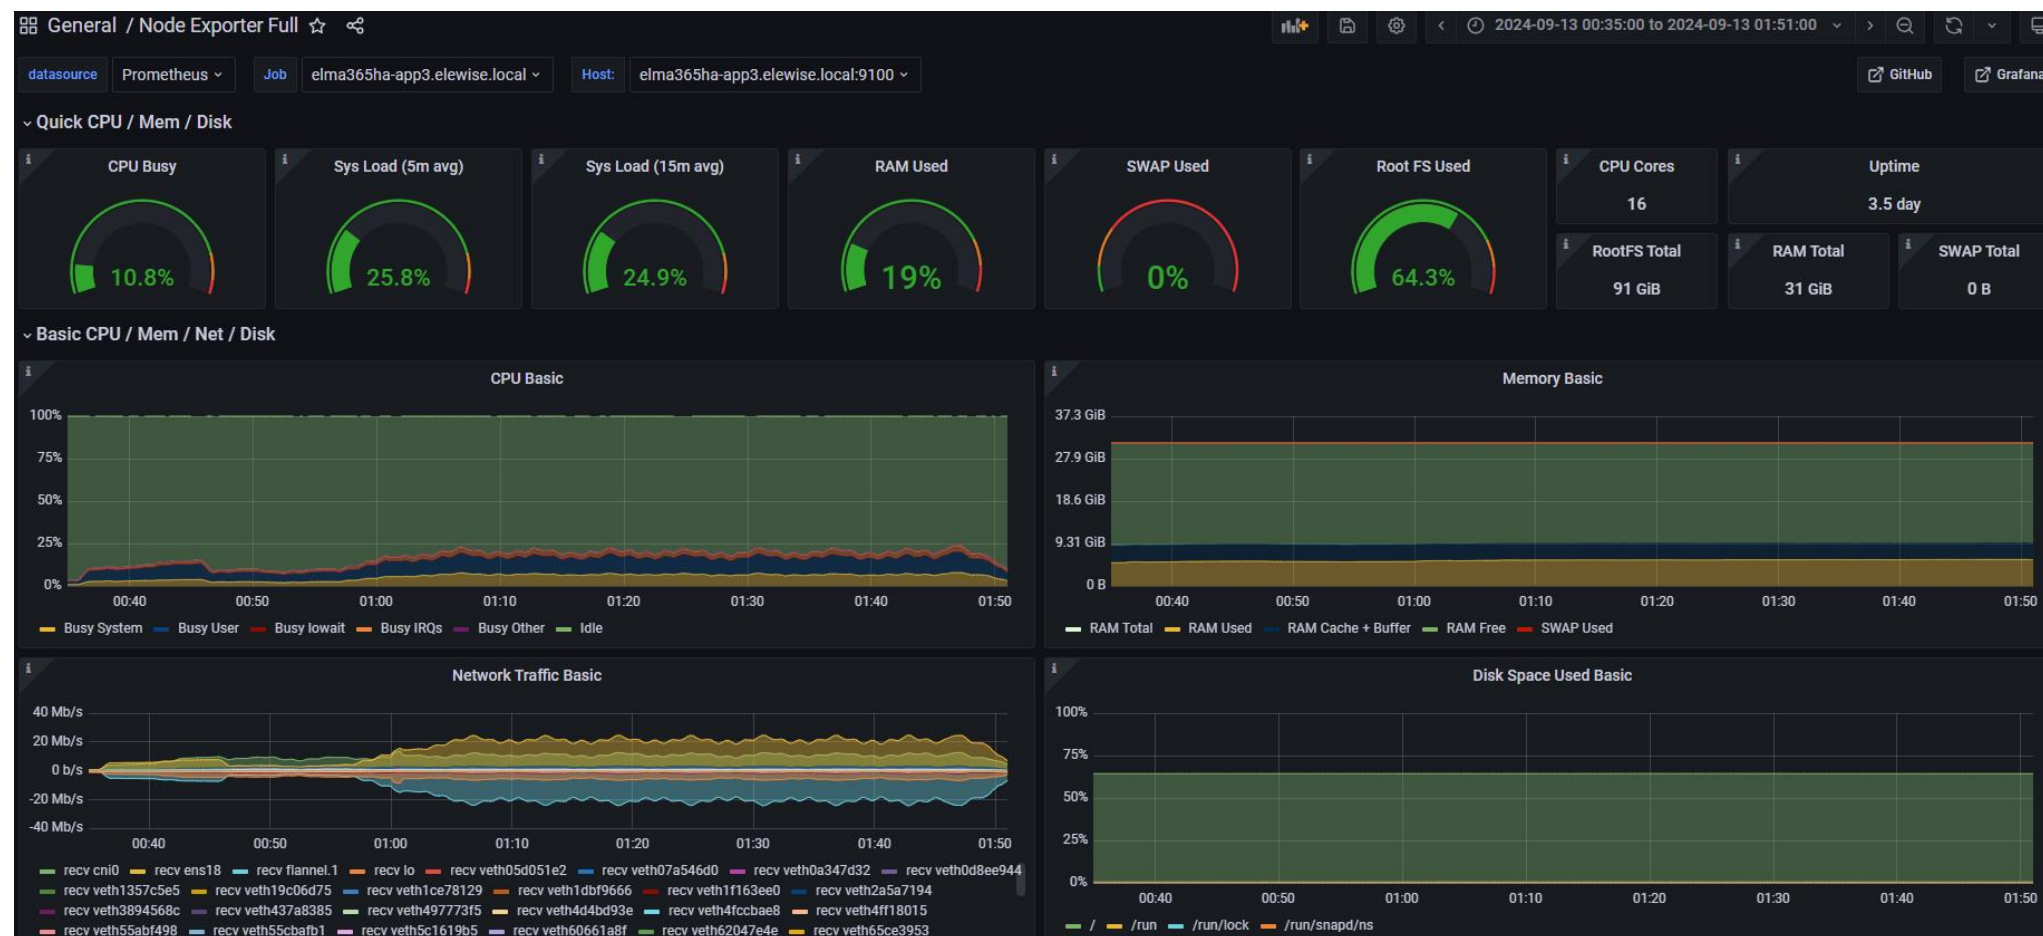 General / Node Exporter Full
2024-09-13 00:35:00 to 2024-09-13 01:51:00
datasource Prometheus Job elma365ha-app3.elewise.local Host: elma365ha-app3.elewise.local:9100 GitHub Grafana
Quick CPU / Mem / Disk
CPU Busy
10.8%
Sys Load (5m avg)
25.8%
Sys Load (15m avg)
24.9%
RAM Used
19%
SWAP Used
0%
Root FS Used
64.3%
CPU Cores
16
Uptime
3.5 day
RootFS Total
91 GiB
RAM Total
31 GiB
SWAP Total
0 B
Basic CPU / Mem / Net / Disk
CPU Basic
100%
75%
50%
25%
0%
00:40 00:50 01:00 01:10 01:20 01:30 01:40 01:50
Busy System Busy User Busy Iowait Busy IRQs Busy Other Idle
Memory Basic
37.3 GiB
27.9 GiB
18.6 GiB
9.31 GiB
0 B
00:40 00:50 01:00 01:10 01:20 01:30 01:40 01:50
RAM Total RAM Used RAM Cache + Buffer RAM Free SWAP Used
Network Traffic Basic
40 Mb/s
20 Mb/s
0 b/s
-20 Mb/s
-40 Mb/s
00:40 00:50 01:00 01:10 01:20 01:30 01:40 01:50
recv cni0 recv ens18 recv flannel.1 recv lo recv veth05d051e2 recv veth07a546d0 recv veth0a347d32 recv veth0d8ee944
recv veth1357c5e5 recv veth19c06d75 recv veth1ce78129 recv veth1dbf9666 recv veth1f163ee0 recv veth2a5a7194
recv veth3894568c recv veth437a8385 recv veth497773f5 recv veth4d4bd93e recv veth4fccbae8 recv veth4ff18015
recv veth55abf498 recv veth55cbafb1 recv veth5c1619b5 recv veth60661a8f recv veth62047e4e recv veth65ce3953
Disk Space Used Basic
100%
75%
50%
25%
0%
00:40 00:50 01:00 01:10 01:20 01:30 01:40 01:50
/ /run /run/lock /run/snapd/ns